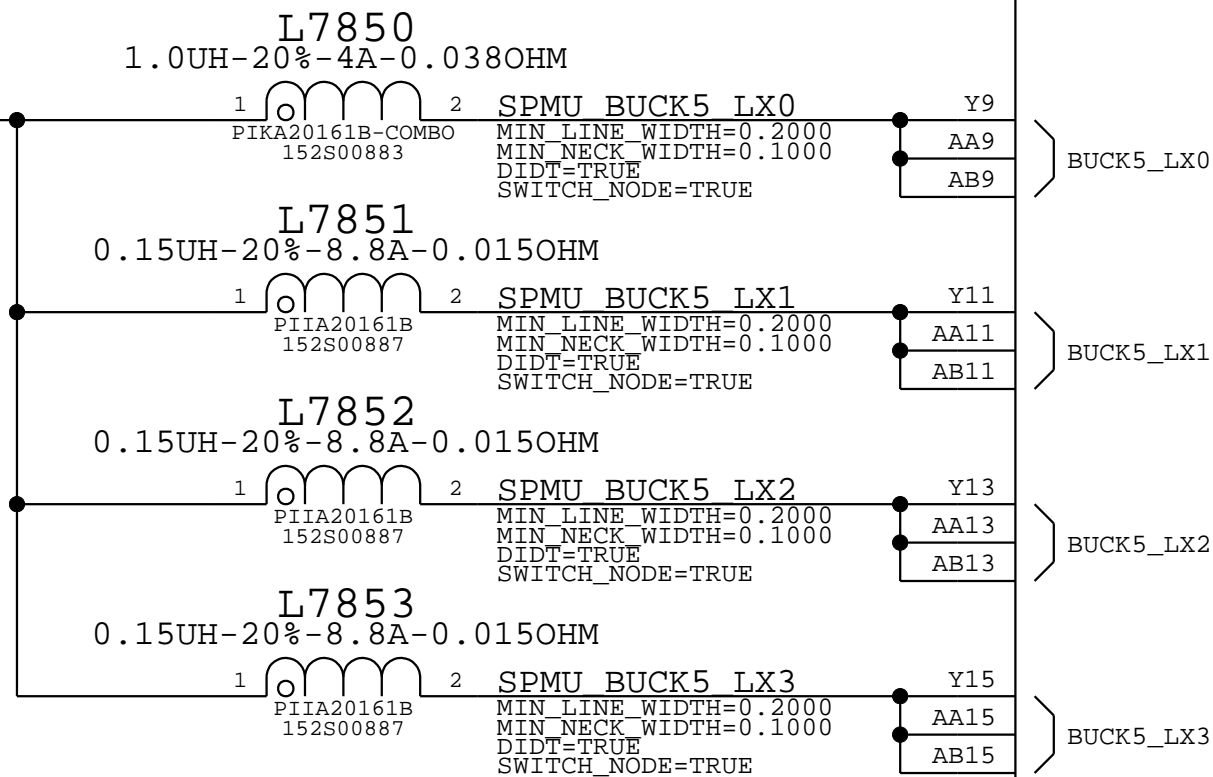 L7850
1.0UH-20%-4A-0.038OHM
1 2 SPMU_BUCK5_LX0 Y9
PIKA20161B-COMBO MIN_LINE_WIDTH=0.2000
152S00883 MIN_NECK_WIDTH=0.1000 AA9
DIDT=TRUE BUCK5_LX0
SWITCH_NODE=TRUE AB9
L7851
0.15UH-20%-8.8A-0.015OHM
1 2 SPMU_BUCK5_LX1 Y11
PIIA20161B MIN_LINE_WIDTH=0.2000
152S00887 MIN_NECK_WIDTH=0.1000 AA11
DIDT=TRUE BUCK5_LX1
SWITCH_NODE=TRUE AB11
L7852
0.15UH-20%-8.8A-0.015OHM
1 2 SPMU_BUCK5_LX2 Y13
PIIA20161B MIN_LINE_WIDTH=0.2000
152S00887 MIN_NECK_WIDTH=0.1000 AA13
DIDT=TRUE BUCK5_LX2
SWITCH_NODE=TRUE AB13
L7853
0.15UH-20%-8.8A-0.015OHM
1 2 SPMU_BUCK5_LX3 Y15
PIIA20161B MIN_LINE_WIDTH=0.2000
152S00887 MIN_NECK_WIDTH=0.1000 AA15
DIDT=TRUE BUCK5_LX3
SWITCH_NODE=TRUE AB15